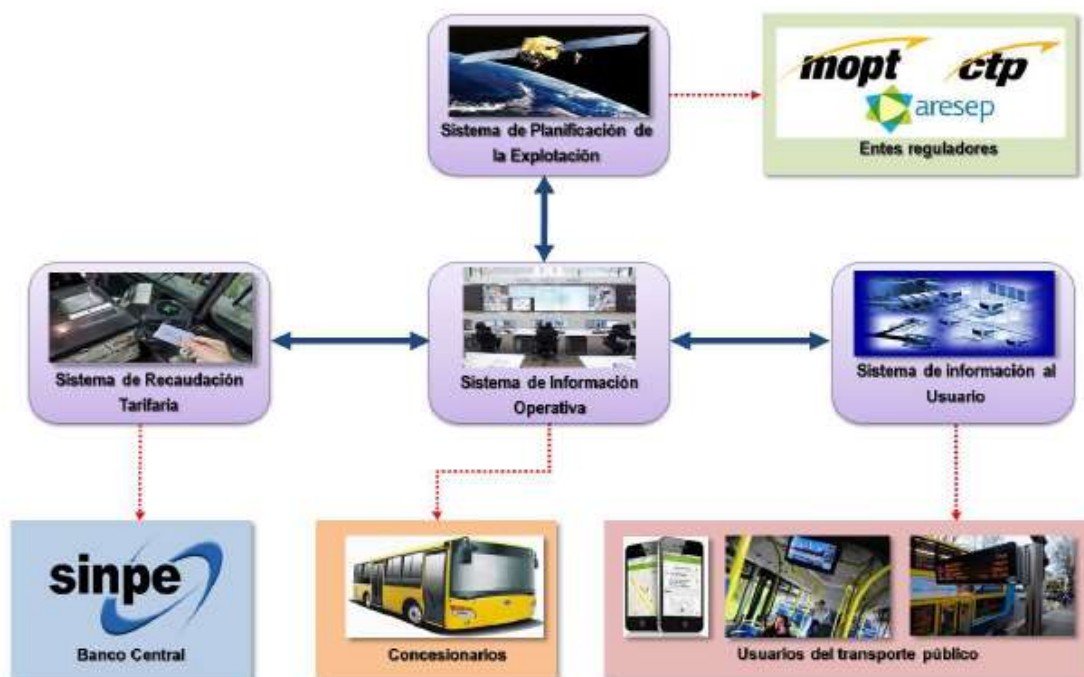 mopt
ctp
aresep
Sistema de Planificación de
la Explotación
Entes reguladores
Sistema de Recaudación
Tarifaria
Sistema de Información
Operativa
Sistema de información al
Usuario
sinpe
Banco Central
Concesionarios
Usuarios del transporte público